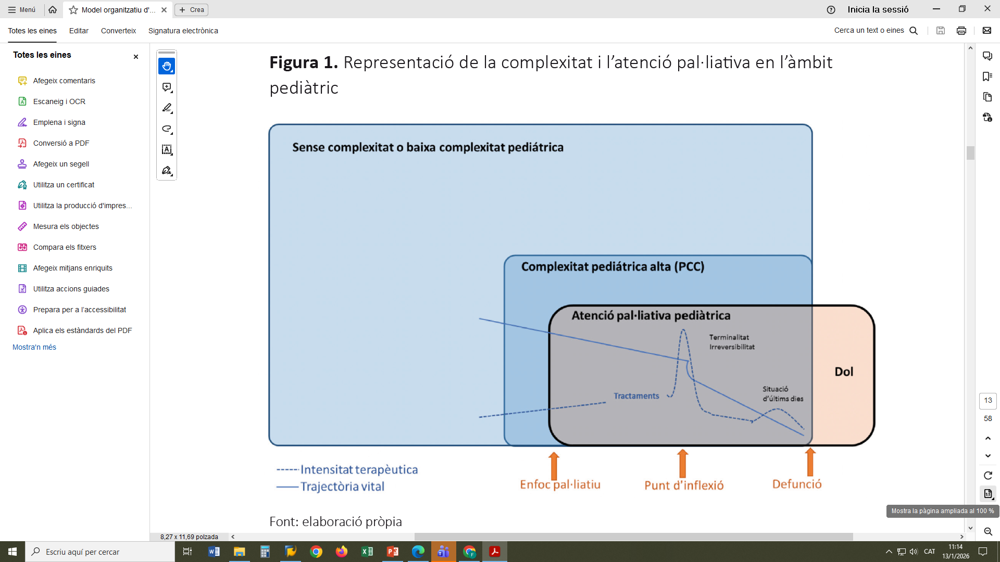 Menú
Model organitzatiu d'...
Crea
Inicia la sessió
Totes les eines
Editar
Converteix
Signatura electrònica
Cerca un text o eines
Totes les eines
Afegeix comentaris
Escaneig i OCR
Emplena i signa
Conversió a PDF
Afegeix un segell
Utilitza un certificat
Utilitza la producció d'impres...
Mesura els objectes
Compara els fitxers
Afegeix mitjans enriquits
Utilitza accions guiades
Prepara per a l'accessibilitat
Aplica els estàndards del PDF
Mostra'n més
Figura 1. Representació de la complexitat i l'atenció pal·liativa en l'àmbit
pediàtric
Sense complexitat o baixa complexitat pediátrica
Complexitat pediátrica alta (PCC)
Atenció pal·liativa pediàtrica
Terminalitat
Irreversibilitat
Dol
Tractaments
Situació
d'últims dies
Intensitat terapèutica
Trajectòria vital
Enfoc pal·liatiu
Punt d'inflexió
Defunció
Font: elaboració pròpia
13
58
Mostra la pàgina ampliada al 100 %
8,27 x 11,69 polzada
Escriu aquí per cercar
CAT
11:14
13/1/2026